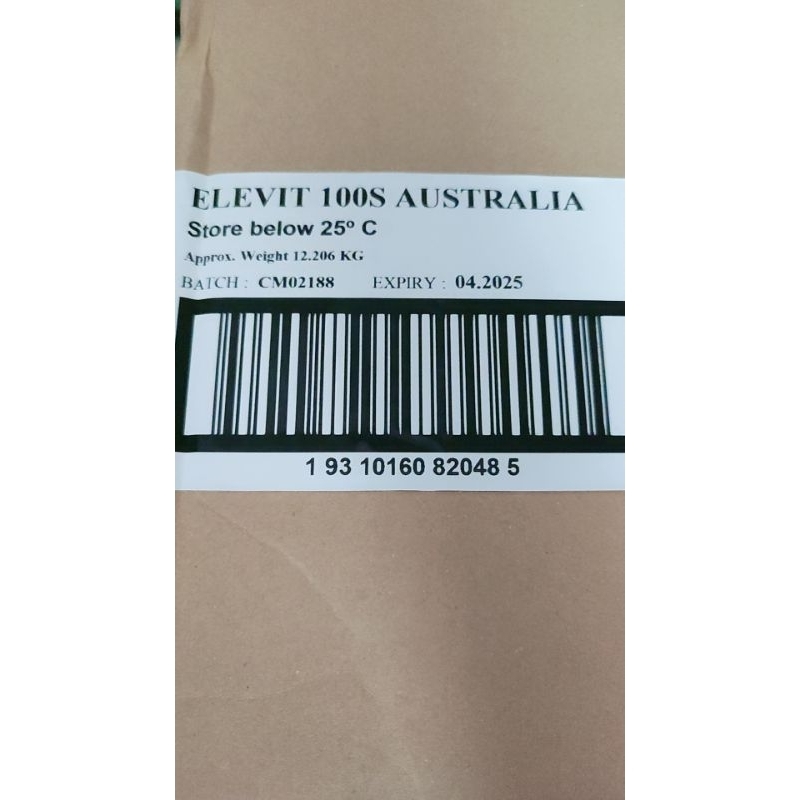 ELEVIT 100S AUSTRALIA
Store below 25º C
Approx. Weight 12.206 KG
BATCH : CM02188 EXPIRY : 04.2025
1 93 10160 82048 5